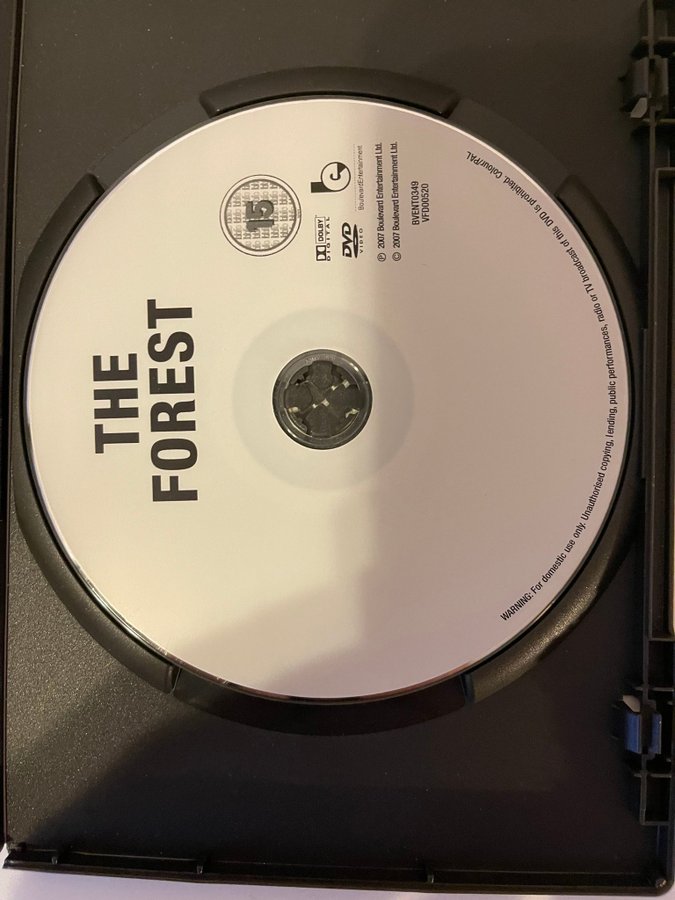 THE
FOREST
15
DOLBY
DIGITAL
DVD
VIDEO
b
BoulevardEntertainment
℗ 2007 Boulevard Entertainment Ltd.
© 2007 Boulevard Entertainment Ltd.
BVENT0349
VFD00520
WARNING: For domestic use only. Unauthorised copying, lending, public performances, radio or TV broadcast of this DVD is prohibited. Colour/PAL